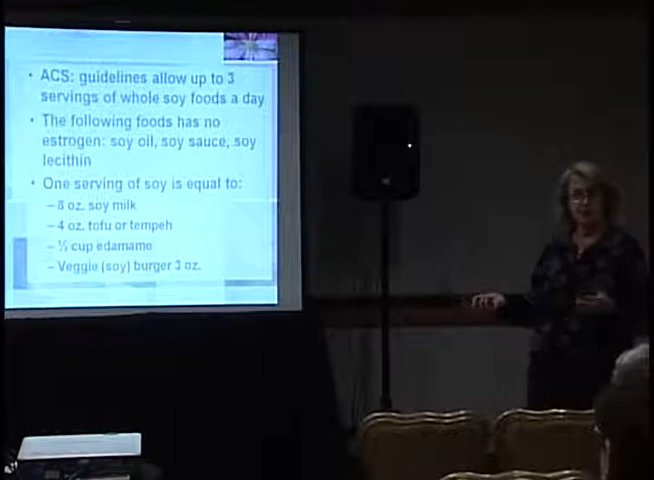 • ACS: guidelines allow up to 3
servings of whole soy foods a day
• The following foods has no
estrogen: soy oil, soy sauce, soy
lecithin
• One serving of soy is equal to:
– 8 oz. soy milk
– 4 oz. tofu or tempeh
– ½ cup edamame
– Veggie (soy) burger 3 oz.